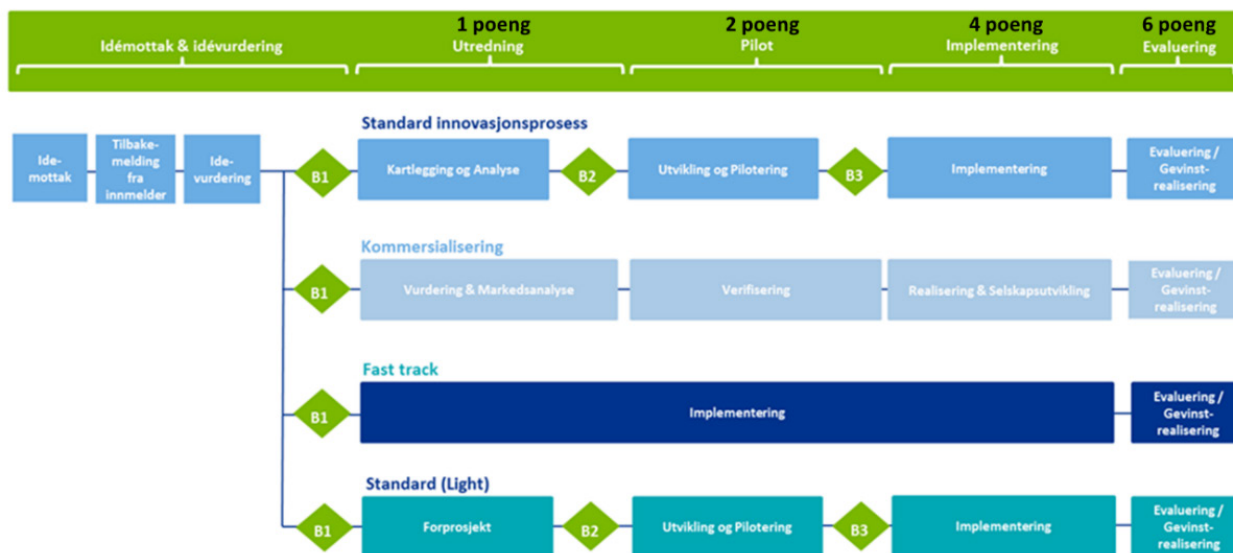 1 poeng
2 poeng
4 poeng
6 poeng
Idémottak & idévurdering
Utredning
Pilot
Implementering
Evaluering
Standard innovasjonsprosess
Ide-
mottak
Tilbake-
melding
fra
innmelder
Ide-
vurdering
B1
Kartlegging og Analyse
B2
Utvikling og Pilotering
B3
Implementering
Evaluering /
Gevinst-
realisering
Kommersialisering
B1
Vurdering & Markedsanalyse
Verifisering
Realisering & Selskapsutvikling
Evaluering /
Gevinst-
realisering
Fast track
B1
Implementering
Evaluering /
Gevinst-
realisering
Standard (Light)
B1
Forprosjekt
B2
Utvikling og Pilotering
B3
Implementering
Evaluering /
Gevinst-
realisering